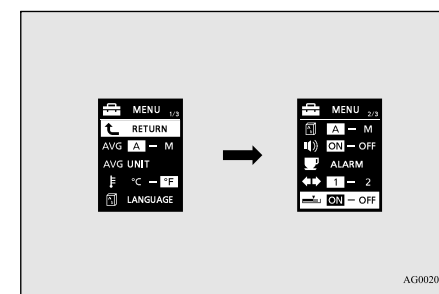 MENU 1/3
RETURN
AVG A – M
AVG UNIT
°C – °F
LANGUAGE
MENU 2/3
A – M
ON – OFF
ALARM
1 – 2
ON – OFF
AG0020